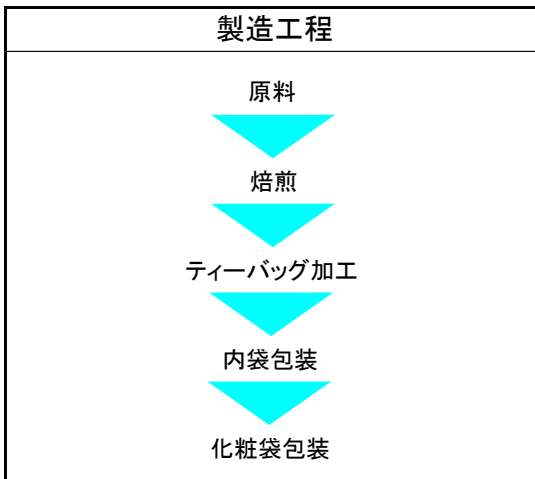 製造工程
原料
焙煎
ティーバッグ加工
内袋包装
化粧袋包装